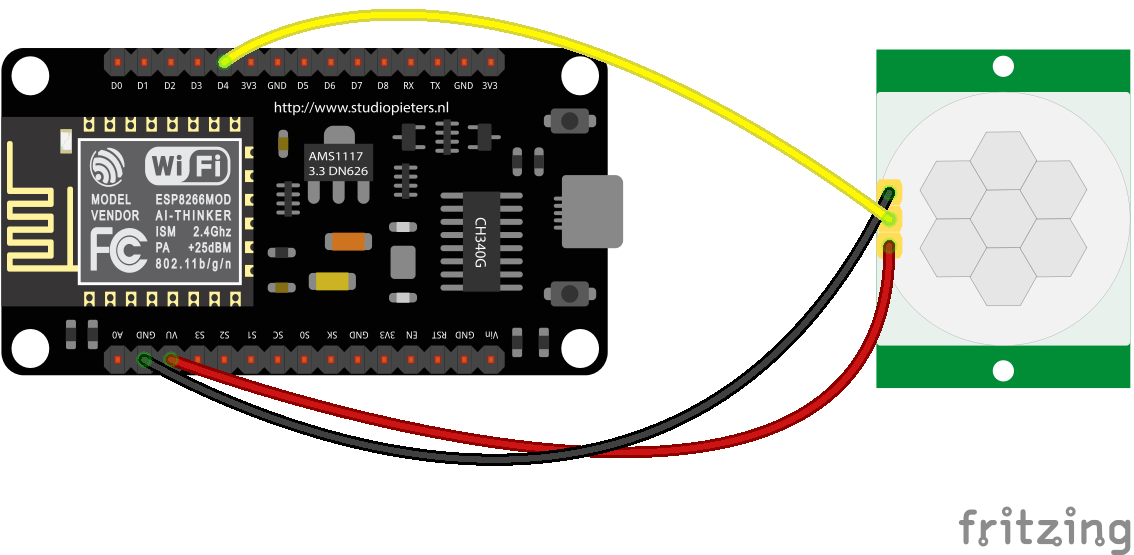 D0 D1 D2 D3 D4 3V3 GND D5 D6 D7 D8 RX TX GND 3V3
http://www.studiopieters.nl
AMS1117
3.3 DN626
WiFi
MODEL ESP8266MOD
VENDOR AI-THINKER
ISM 2.4Ghz
PA +25dBM
802.11b/g/n
FC
CH340G
A0 GND VU S3 S2 S1 SC S0 SK GND 3V3 EN RST GND Vin
fritzing